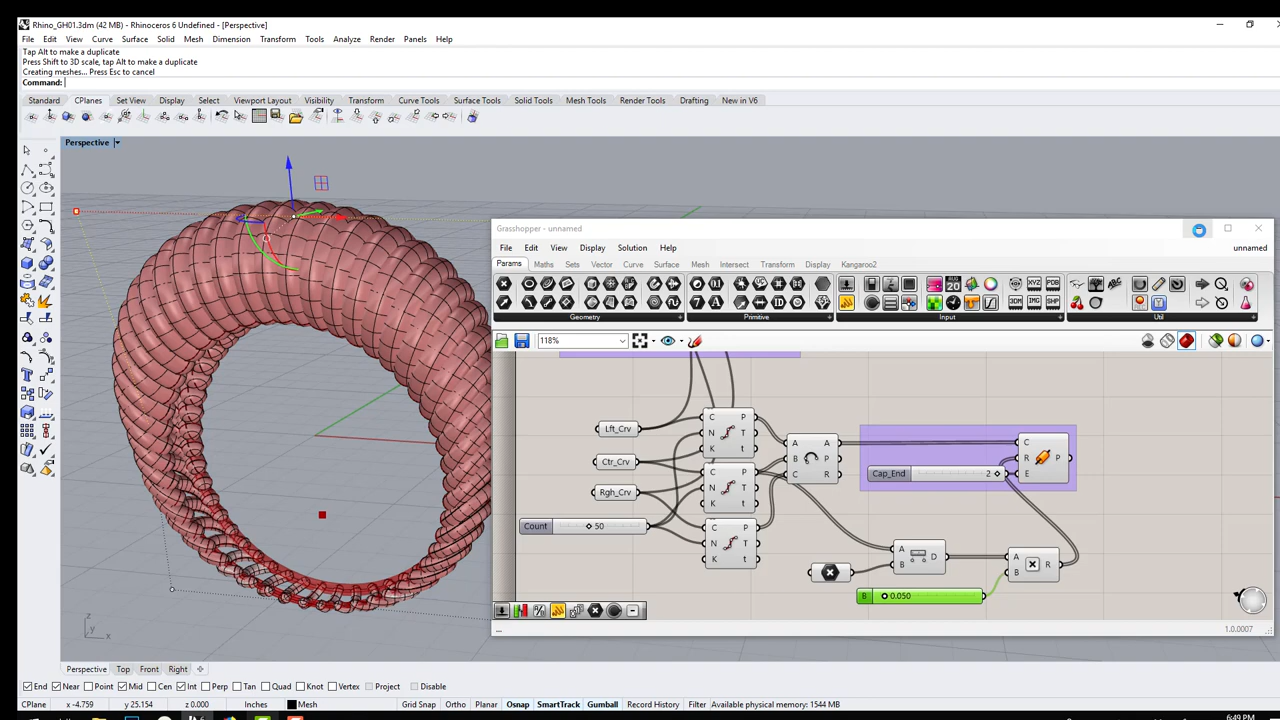 Rhino_GH01.3dm (42 MB) - Rhinoceros 6 Undefined - [Perspective]
File Edit View Curve Surface Solid Mesh Dimension Transform Tools Analyze Render Panels Help
Tap Alt to make a duplicate
Press Shift to 3D scale, tap Alt to make a duplicate
Creating meshes... Press Esc to cancel
Command:
Standard CPlanes Set View Display Select Viewport Layout Visibility Transform Curve Tools Surface Tools Solid Tools Mesh Tools Render Tools Drafting New in V6
Perspective
Grasshopper - unnamed
File Edit View Display Solution Help unnamed
Params Maths Sets Vector Curve Surface Mesh Intersect Transform Display Kangaroo2
Geometry Primitive Input Util
118%
Lft_Crv
Ctr_Crv
Rgh_Crv
Count 50
C P
N T
K t
C P
N T
K t
C P
N T
K t
A A
B P
C R
Cap_End 2
C
R P
E
A D
B
A R
B
B 0.050
...
1.0.0007
z
y
x
Perspective Top Front Right
End Near Point Mid Cen Int Perp Tan Quad Knot Vertex Project Disable
CPlane x -4.759 y 25.154 z 0.000 Inches Mesh Grid Snap Ortho Planar Osnap SmartTrack Gumball Record History Filter Available physical memory: 1544 MB
6:49 PM